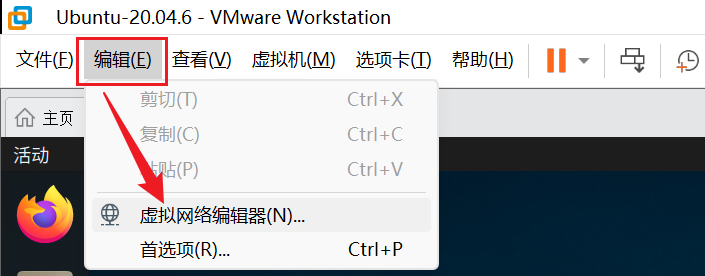 Ubuntu-20.04.6 - VMware Workstation
文件(F) 编辑(E) 查看(V) 虚拟机(M) 选项卡(T) 帮助(H)
剪切(T) Ctrl+X
主页
复制(C) Ctrl+C
活动
粘贴(P) Ctrl+V
虚拟网络编辑器(N)...
首选项(R)... Ctrl+P